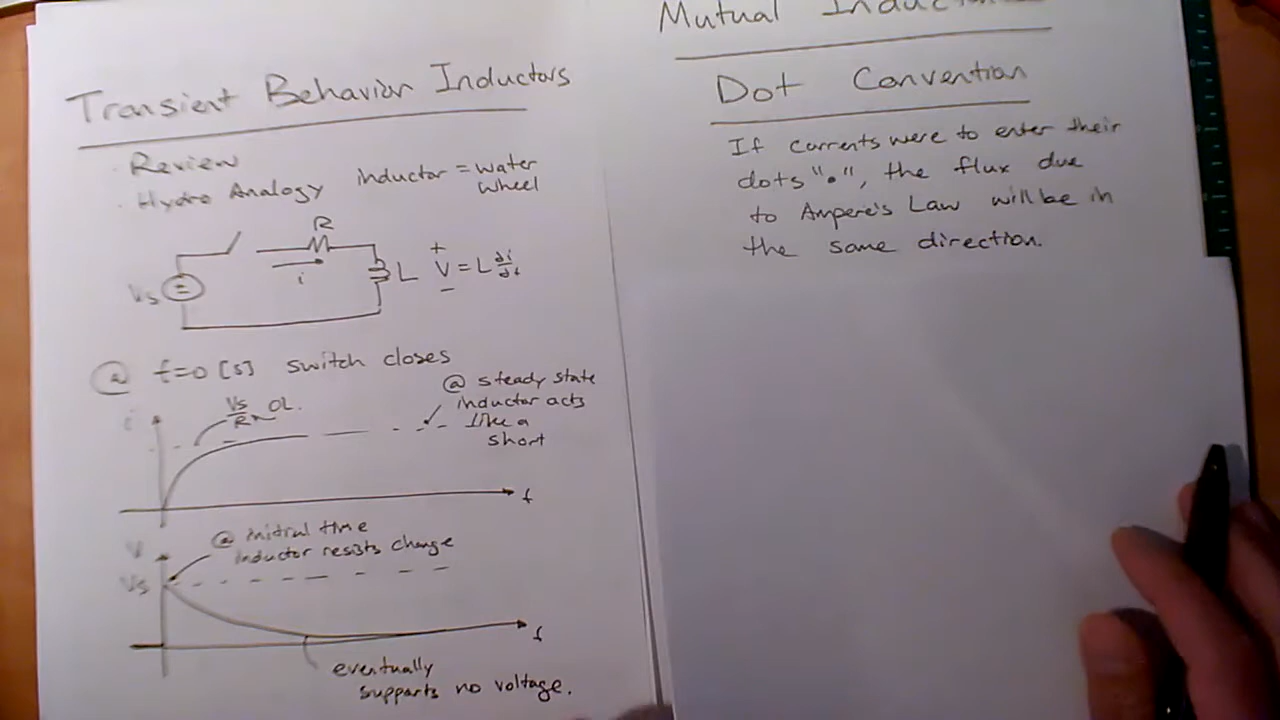 Transient Behavior Inductors
· Review
· Hydro Analogy inductor = water
wheel
R
Vs
i
L
+
V = L di/dt
-
@ t=0 [s] switch closes
i
Vs/R ~ OL.
@ steady state
inductor acts
like a
short
t
@ initial time
inductor resists change
V
Vs
t
eventually
supports no voltage.
Mutual
Dot Convention
If currents were to enter their
dots "•", the flux due
to Ampere's Law will be in
the same direction.